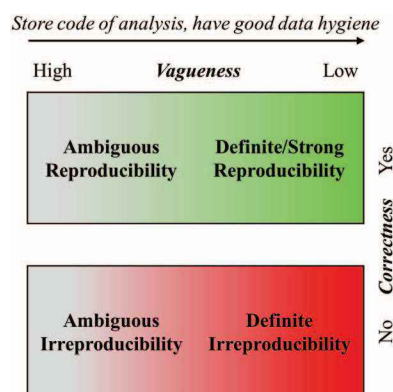 Store code of analysis, have good data hygiene
High Vagueness Low
Ambiguous Definite/Strong
Reproducibility Reproducibility
Yes
Correctness
No
Ambiguous Definite
Irreproducibility Irreproducibility